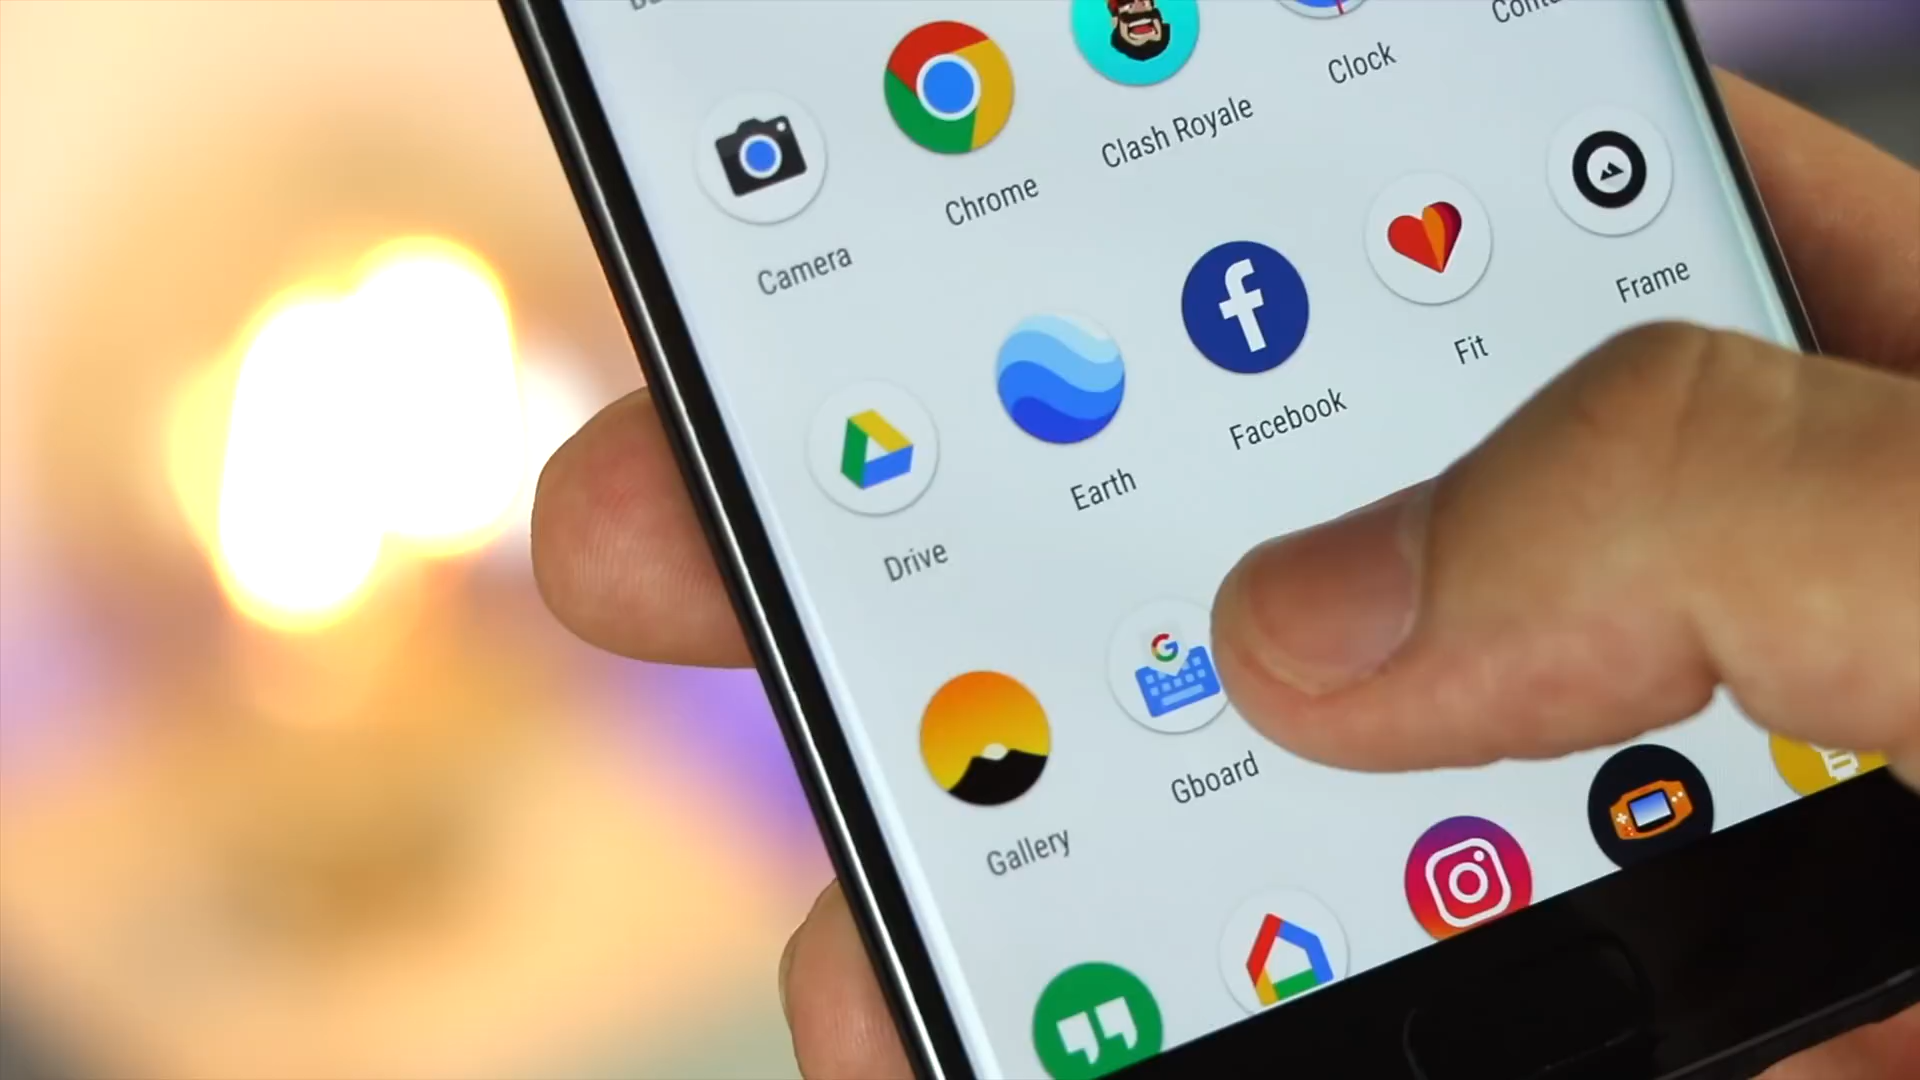 Clock
Clash Royale
Chrome
Camera
Frame
Fit
Facebook
Earth
Drive
Gboard
Gallery